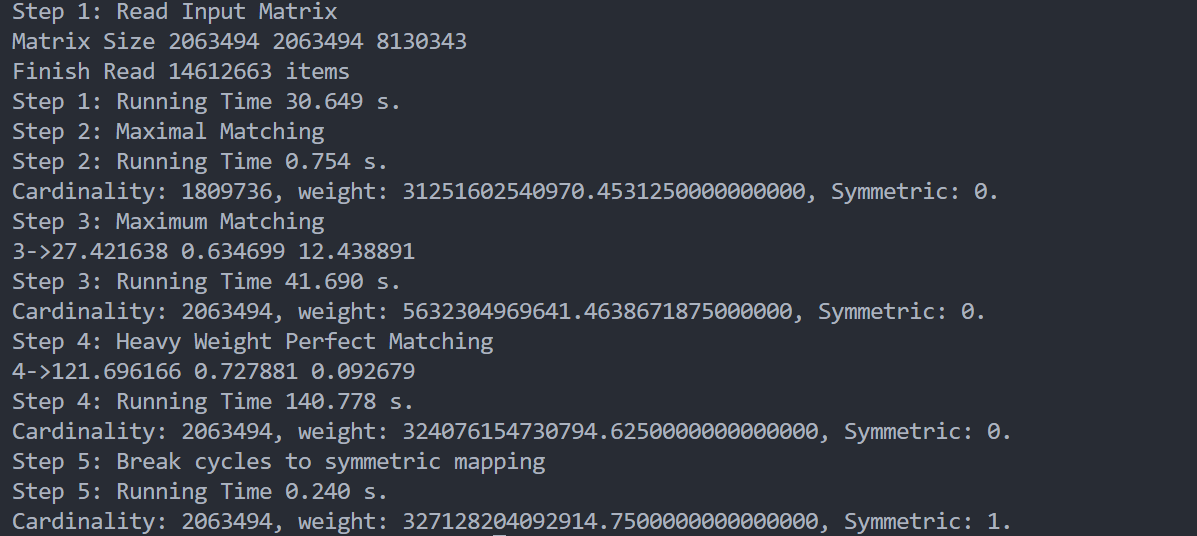 Step 1: Read Input Matrix
Matrix Size 2063494 2063494 8130343
Finish Read 14612663 items
Step 1: Running Time 30.649 s.
Step 2: Maximal Matching
Step 2: Running Time 0.754 s.
Cardinality: 1809736, weight: 31251602540970.4531250000000000, Symmetric: 0.
Step 3: Maximum Matching
3->27.421638 0.634699 12.438891
Step 3: Running Time 41.690 s.
Cardinality: 2063494, weight: 5632304969641.4638671875000000, Symmetric: 0.
Step 4: Heavy Weight Perfect Matching
4->121.696166 0.727881 0.092679
Step 4: Running Time 140.778 s.
Cardinality: 2063494, weight: 324076154730794.6250000000000000, Symmetric: 0.
Step 5: Break cycles to symmetric mapping
Step 5: Running Time 0.240 s.
Cardinality: 2063494, weight: 327128204092914.7500000000000000, Symmetric: 1.